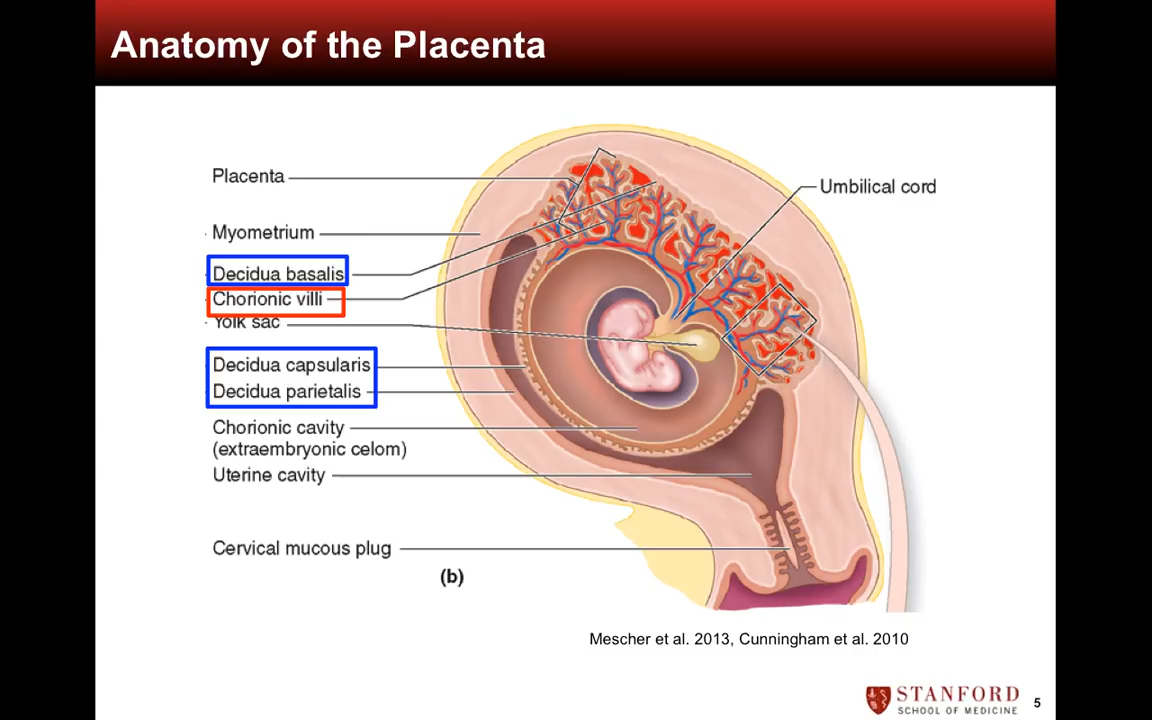 Anatomy of the Placenta
Placenta
Umbilical cord
Myometrium
Decidua basalis
Chorionic villi
Yolk sac
Decidua capsularis
Decidua parietalis
Chorionic cavity
(extraembryonic celom)
Uterine cavity
Cervical mucous plug
(b)
Mescher et al. 2013, Cunningham et al. 2010
STANFORD
SCHOOL OF MEDICINE
5